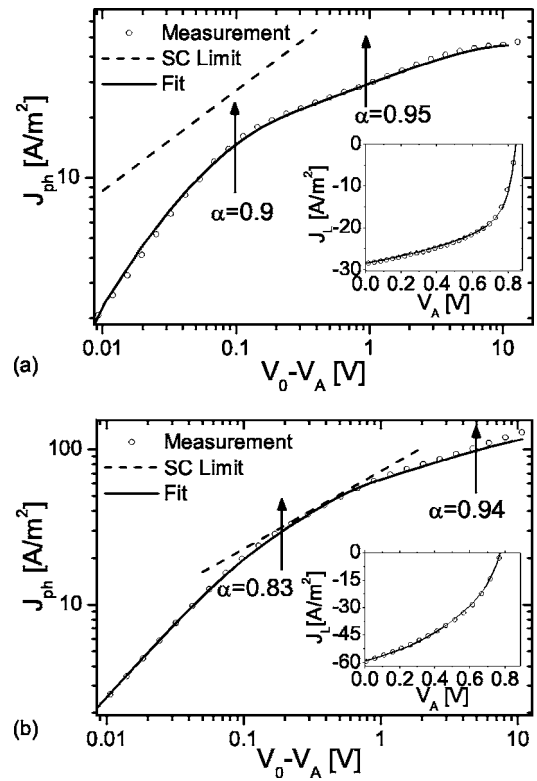 Measurement
SC Limit
Fit
J_ph [A/m²]
10
α=0.9
α=0.95
J_L [A/m²]
0
-10
-20
-30
0.0 0.2 0.4 0.6 0.8
V_A [V]
0.01 0.1 1 10
V_0-V_A [V]
(a)
Measurement
SC Limit
Fit
J_ph [A/m²]
100
10
α=0.83
α=0.94
J_L [A/m²]
0
-15
-30
-45
-60
0.0 0.2 0.4 0.6 0.8
V_A [V]
0.01 0.1 1 10
V_0-V_A [V]
(b)